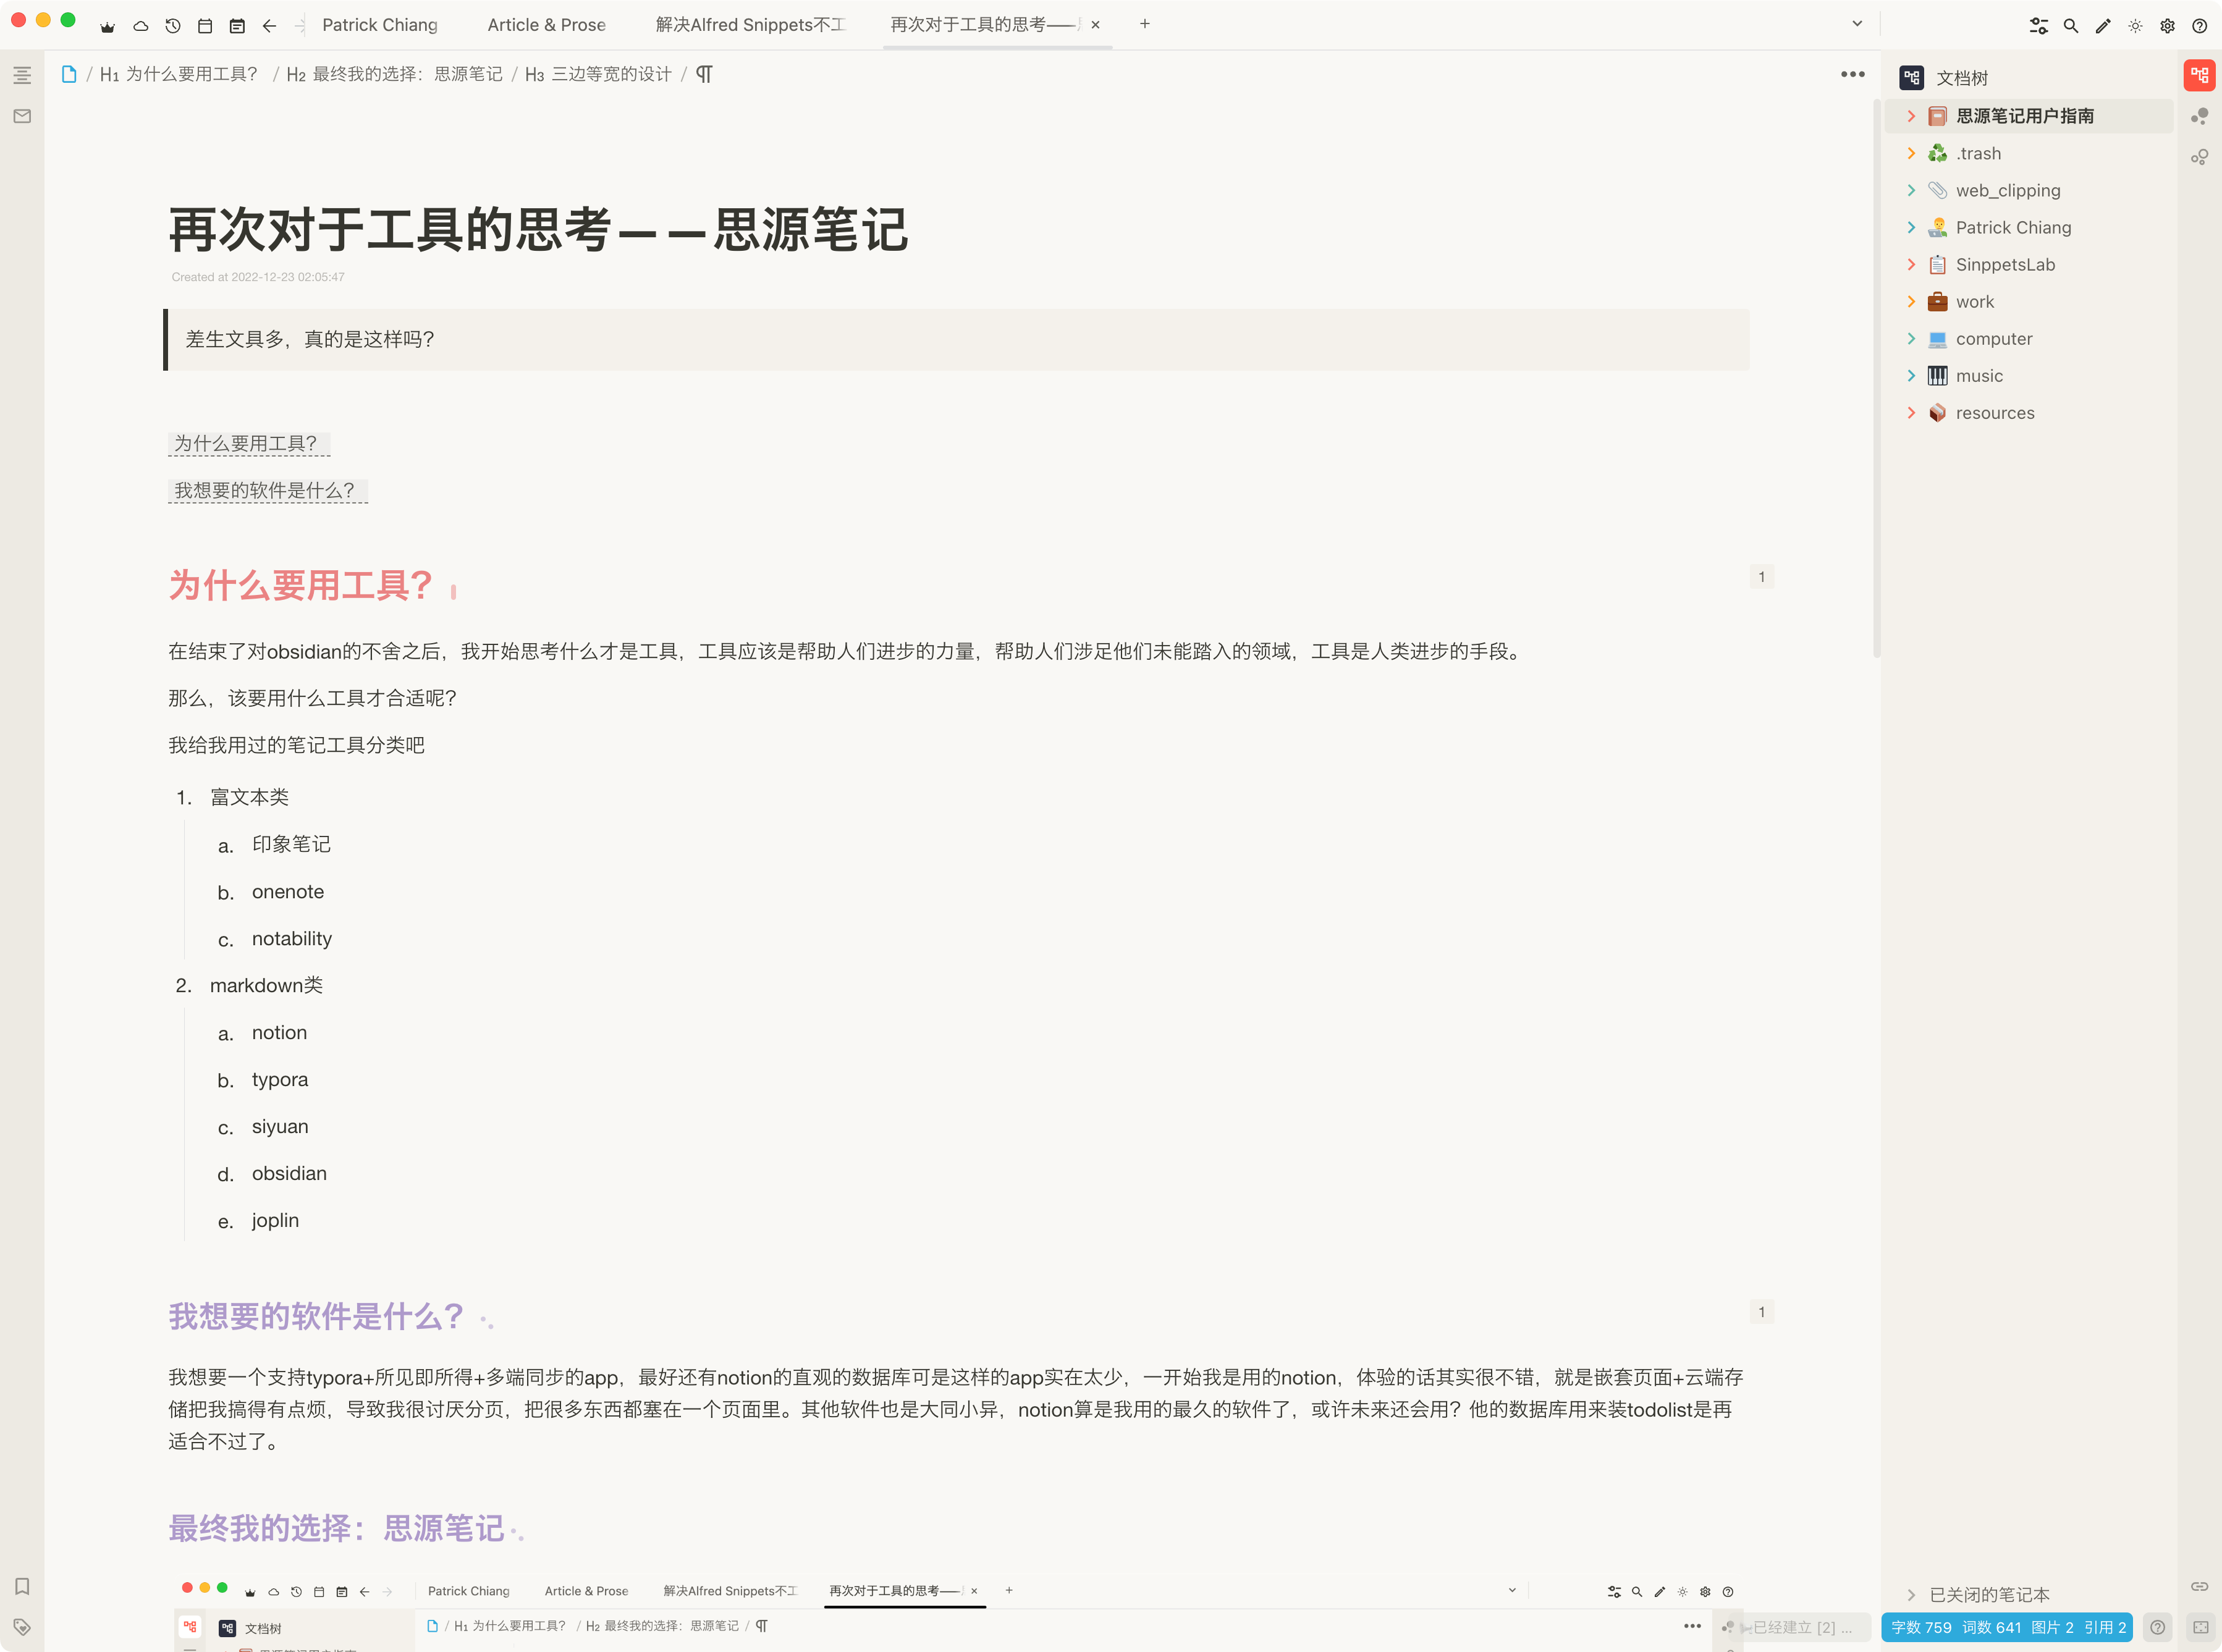 Patrick Chiang
Article & Prose
解决Alfred Snippets不工
再次对于工具的思考——
H1 为什么要用工具？ / H2 最终我的选择：思源笔记 / H3 三边等宽的设计 /
再次对于工具的思考——思源笔记
Created at 2022-12-23 02:05:47
差生文具多，真的是这样吗？
为什么要用工具？
我想要的软件是什么？
为什么要用工具？
1
在结束了对obsidian的不舍之后，我开始思考什么才是工具，工具应该是帮助人们进步的力量，帮助人们涉足他们未能踏入的领域，工具是人类进步的手段。
那么，该要用什么工具才合适呢？
我给我用过的笔记工具分类吧
1. 富文本类
a. 印象笔记
b. onenote
c. notability
2. markdown类
a. notion
b. typora
c. siyuan
d. obsidian
e. joplin
我想要的软件是什么？
1
我想要一个支持typora+所见即所得+多端同步的app，最好还有notion的直观的数据库可是这样的app实在太少，一开始我是用的notion，体验的话其实很不错，就是嵌套页面+云端存
储把我搞得有点烦，导致我很讨厌分页，把很多东西都塞在一个页面里。其他软件也是大同小异，notion算是我用的最久的软件了，或许未来还会用？他的数据库用来装todolist是再
适合不过了。
最终我的选择：思源笔记
Patrick Chiang
Article & Prose
解决Alfred Snippets不工
再次对于工具的思考——
文档树
H1 为什么要用工具？ / H2 最终我的选择：思源笔记 /
文档树
思源笔记用户指南
.trash
web_clipping
Patrick Chiang
SinppetsLab
work
computer
music
resources
已关闭的笔记本
已经建立 [2] ...
字数 759 词数 641 图片 2 引用 2